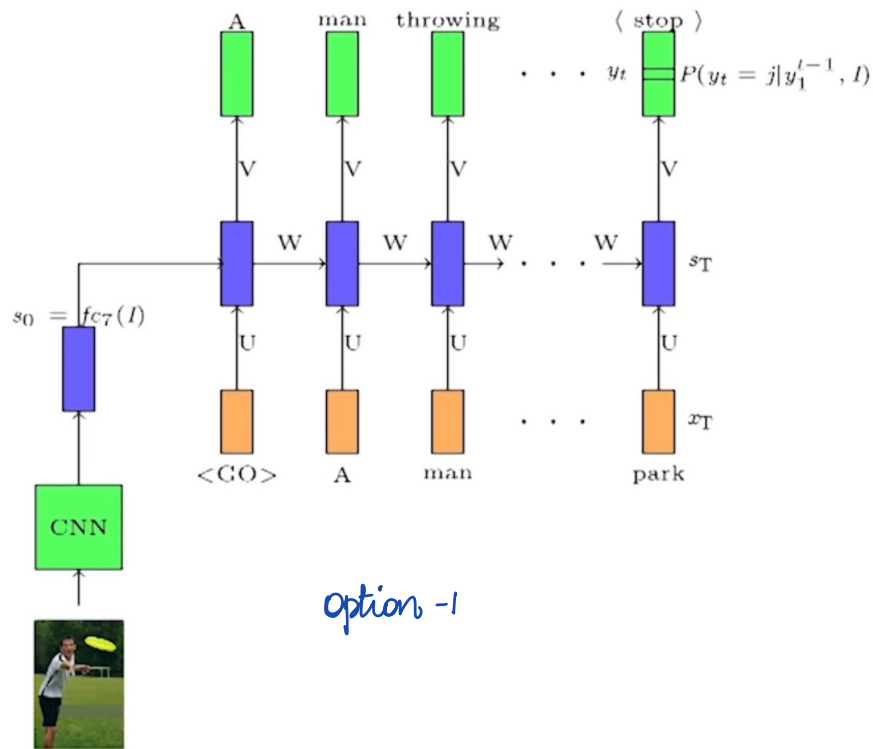 A man throwing ⟨ stop ⟩
· · · y_t P(y_t = j|y_1^{t-1}, I)
V V V V
W W W W
· · · s_T
s_0 = fc_7(I)
U U U U
· · · x_T
<GO> A man park
CNN
Option -1